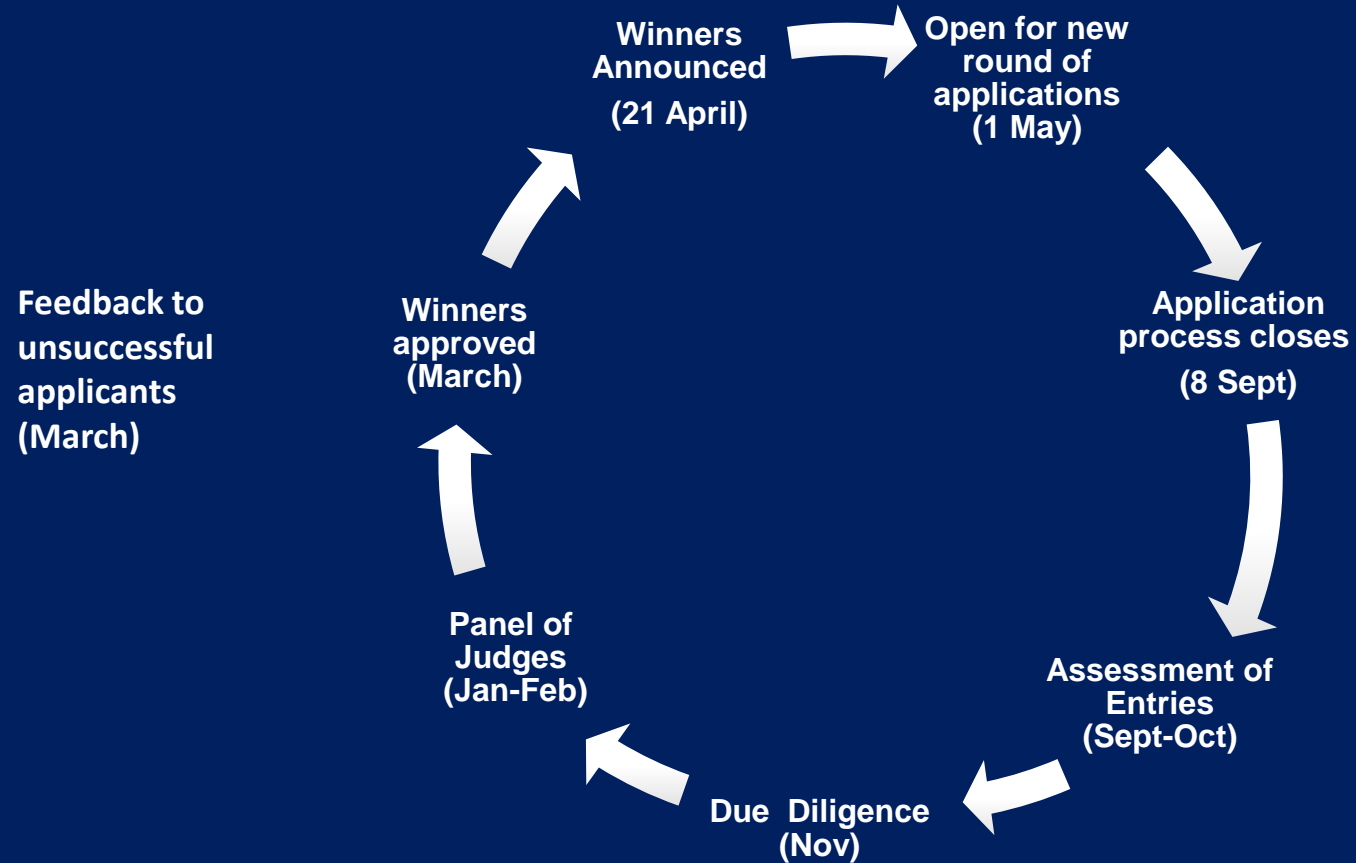 Winners
Announced
(21 April)
Open for new
round of
applications
(1 May)
Application
process closes
(8 Sept)
Assessment of
Entries
(Sept-Oct)
Due Diligence
(Nov)
Panel of
Judges
(Jan-Feb)
Winners
approved
(March)
Feedback to
unsuccessful
applicants
(March)